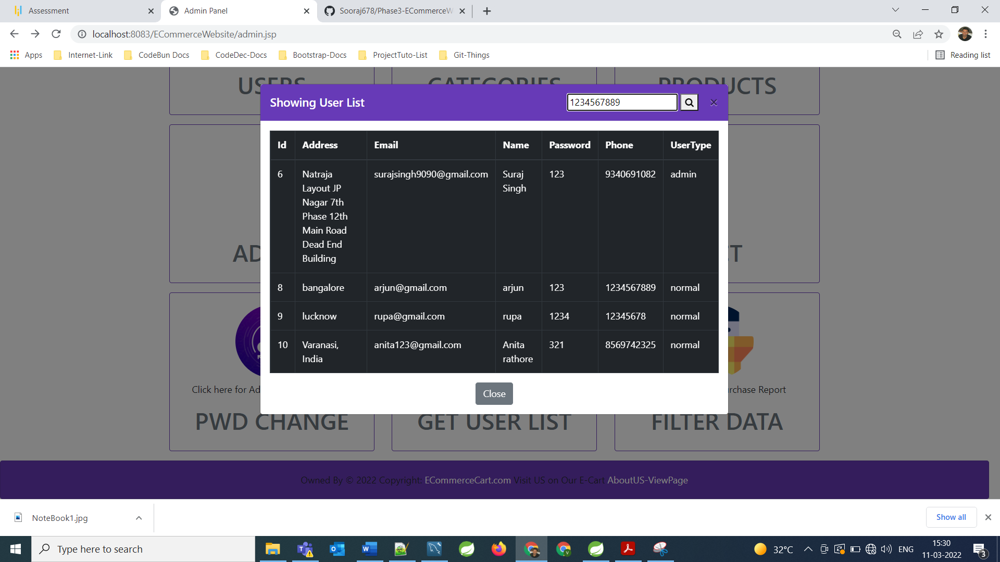 Assessment
Admin Panel
Sooraj678/Phase3-ECommerceW
localhost:8083/ECommerceWebsite/admin.jsp
Apps
Internet-Link
CodeBun Docs
CodeDec-Docs
Bootstrap-Docs
ProjectTuto-List
Git-Things
Reading list
USERS
CATEGORIES
PRODUCTS
Showing User List
1234567889
Id Address Email Name Password Phone UserType
6 Natraja surajsingh9090@gmail.com Suraj 123 9340691082 admin
Layout JP Singh
Nagar 7th
Phase 12th
Main Road
Dead End
Building
8 bangalore arjun@gmail.com arjun 123 1234567889 normal
9 lucknow rupa@gmail.com rupa 1234 12345678 normal
10 Varanasi, anita123@gmail.com Anita 321 8569742325 normal
India rathore
Close
AD
CT
Click here for Ad
rchase Report
PWD CHANGE
GET USER LIST
FILTER DATA
Owned By © 2022 Copyright: ECommerceCart.com Visit US on Our E-Cart AboutUS-ViewPage
NoteBook1.jpg
Show all
Type here to search
32°C
ENG
15:30
11-03-2022
3